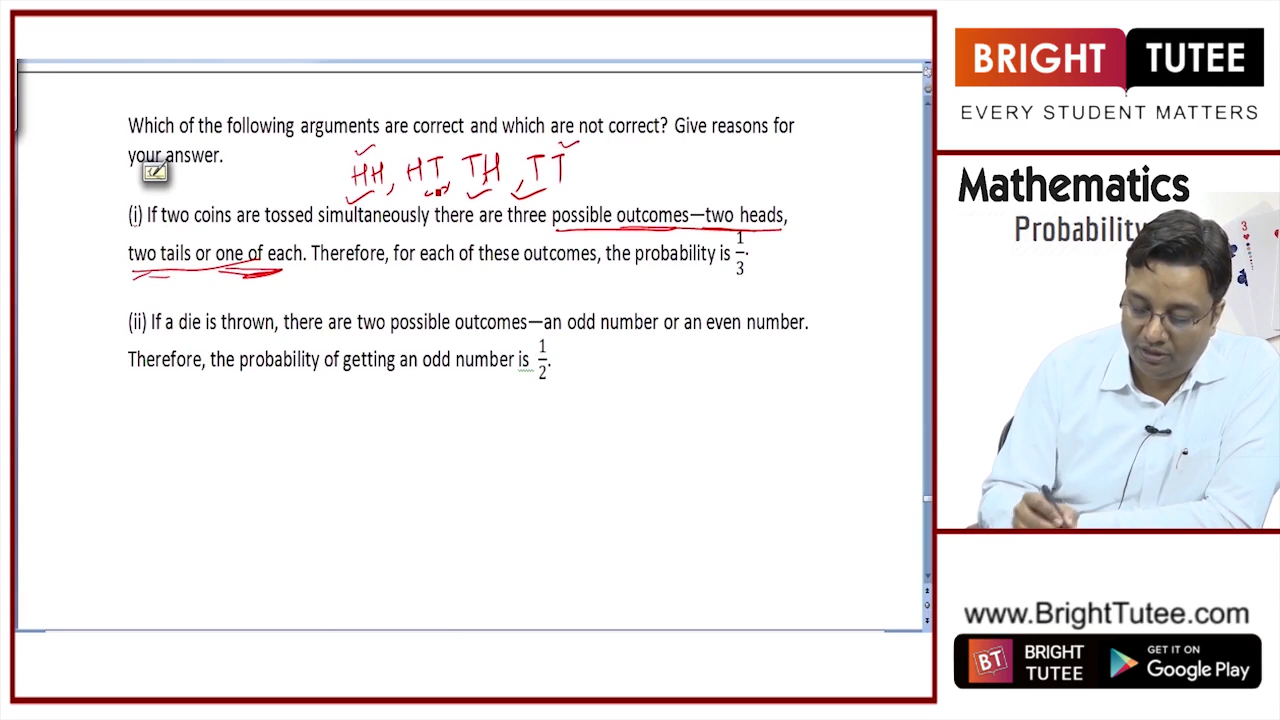 Which of the following arguments are correct and which are not correct? Give reasons for
your answer.
HH, HT, TH, TT
(i) If two coins are tossed simultaneously there are three possible outcomes—two heads,
two tails or one of each. Therefore, for each of these outcomes, the probability is 1/3.
(ii) If a die is thrown, there are two possible outcomes—an odd number or an even number.
Therefore, the probability of getting an odd number is 1/2.
BRIGHT TUTEE
EVERY STUDENT MATTERS
Mathematics
Probability
3
www.BrightTutee.com
BT BRIGHT TUTEE
GET IT ON
Google Play